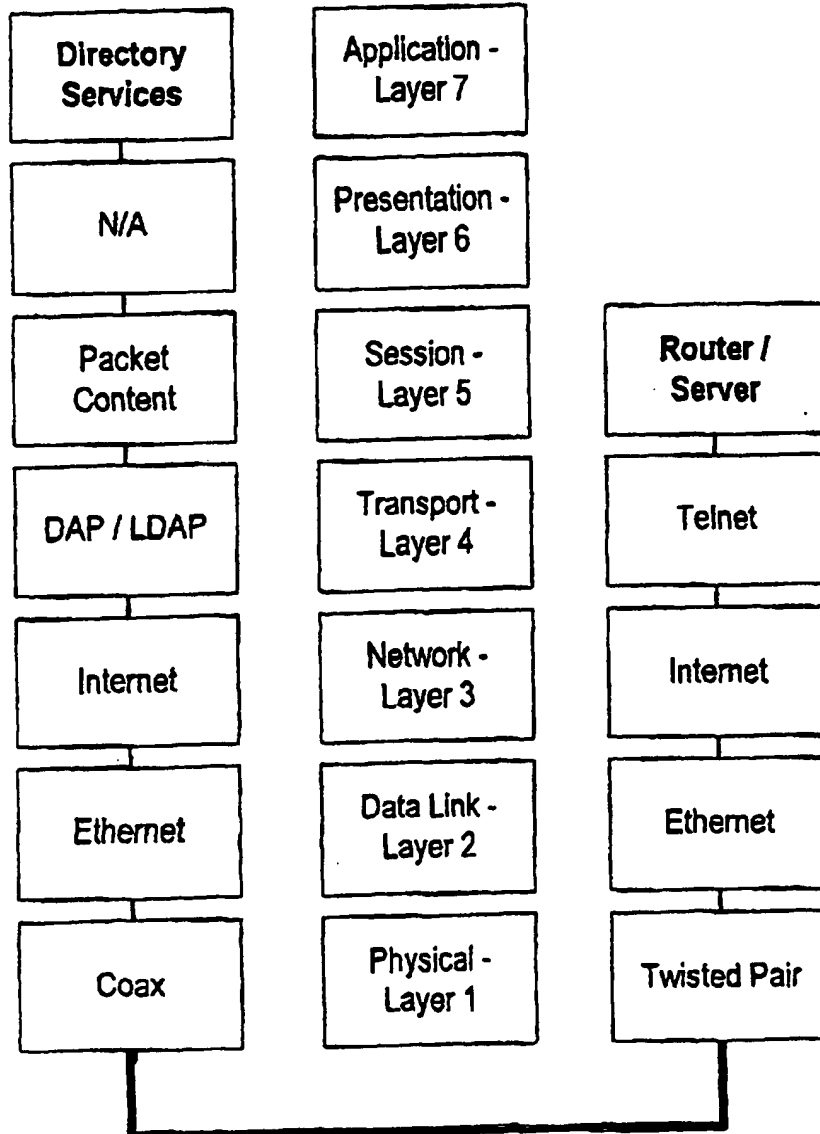 Directory
Services
N/A
Packet
Content
DAP / LDAP
Internet
Ethernet
Coax
Application -
Layer 7
Presentation -
Layer 6
Session -
Layer 5
Transport -
Layer 4
Network -
Layer 3
Data Link -
Layer 2
Physical -
Layer 1
Router /
Server
Telnet
Internet
Ethernet
Twisted Pair